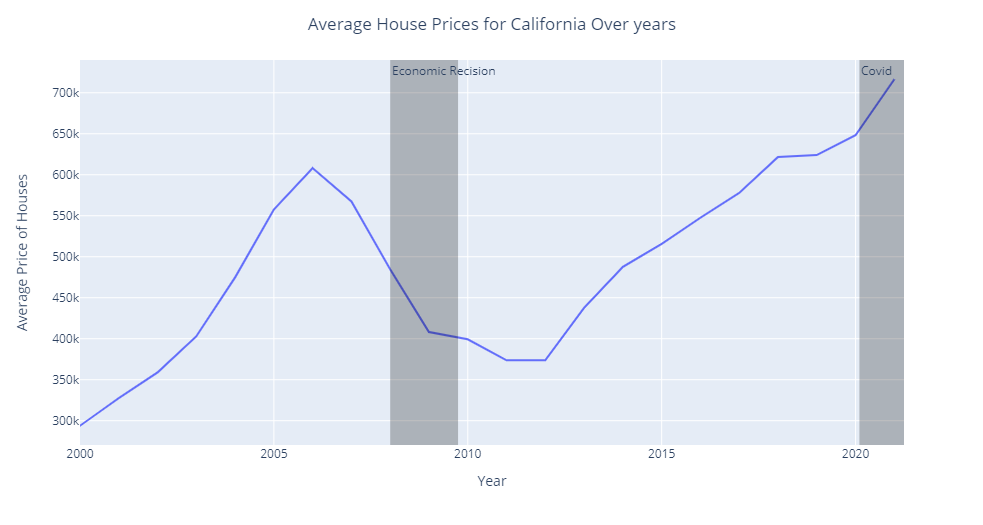 Average House Prices for California Over years
Economic Recision
Covid
700k
650k
600k
550k
500k
450k
400k
350k
300k
Average Price of Houses
2000
2005
2010
2015
2020
Year